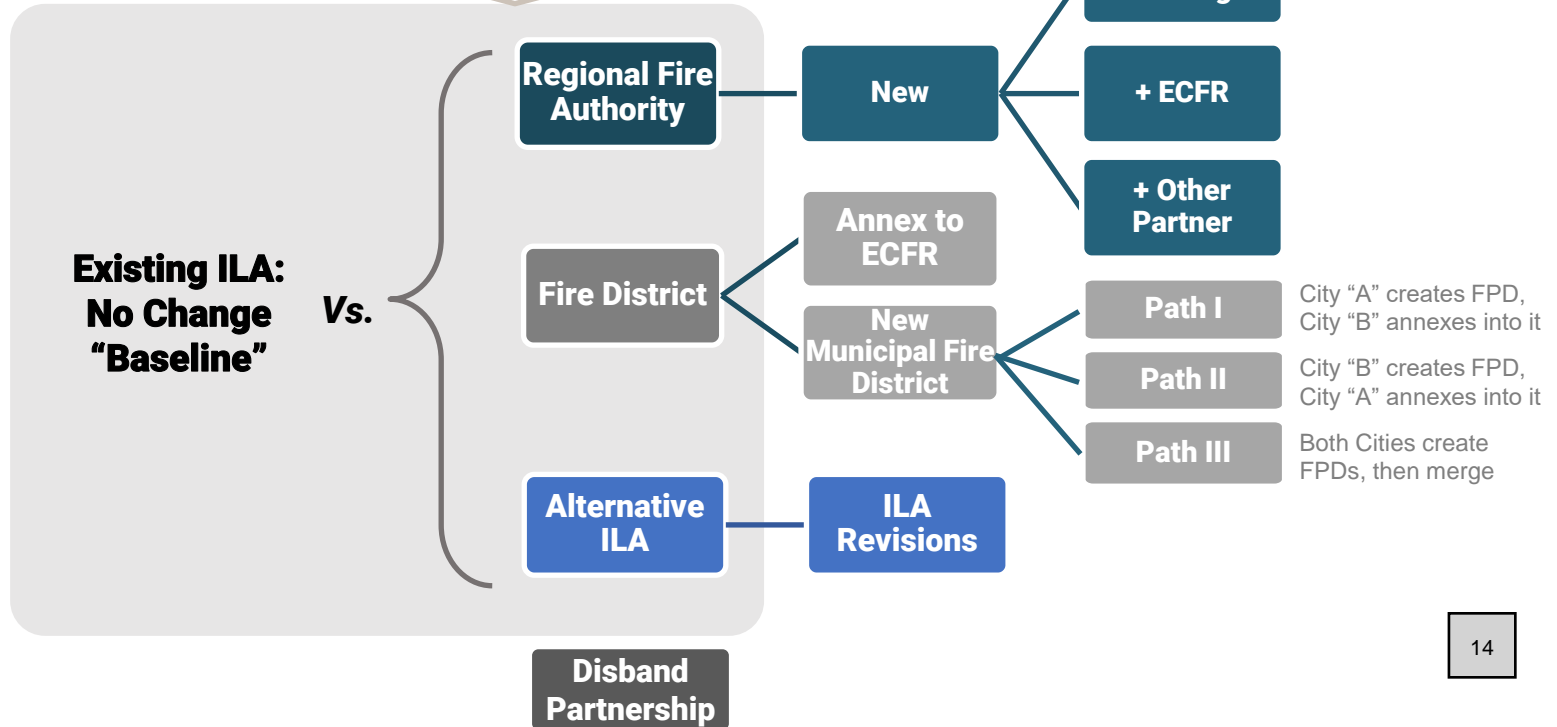 Regional Fire
Authority
New
+ ECFR
+ Other
Partner
Existing ILA:
No Change
“Baseline”
Vs.
Fire District
Annex to
ECFR
New
Municipal Fire
District
Path I
City “A” creates FPD,
City “B” annexes into it
Path II
City “B” creates FPD,
City “A” annexes into it
Path III
Both Cities create
FPDs, then merge
Alternative
ILA
ILA
Revisions
Disband
Partnership
14